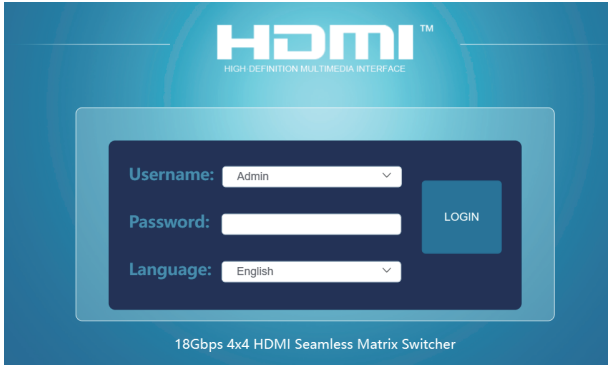 HDMI™
HIGH-DEFINITION MULTIMEDIA INTERFACE
Username: Admin
Password:
LOGIN
Language: English
18Gbps 4x4 HDMI Seamless Matrix Switcher